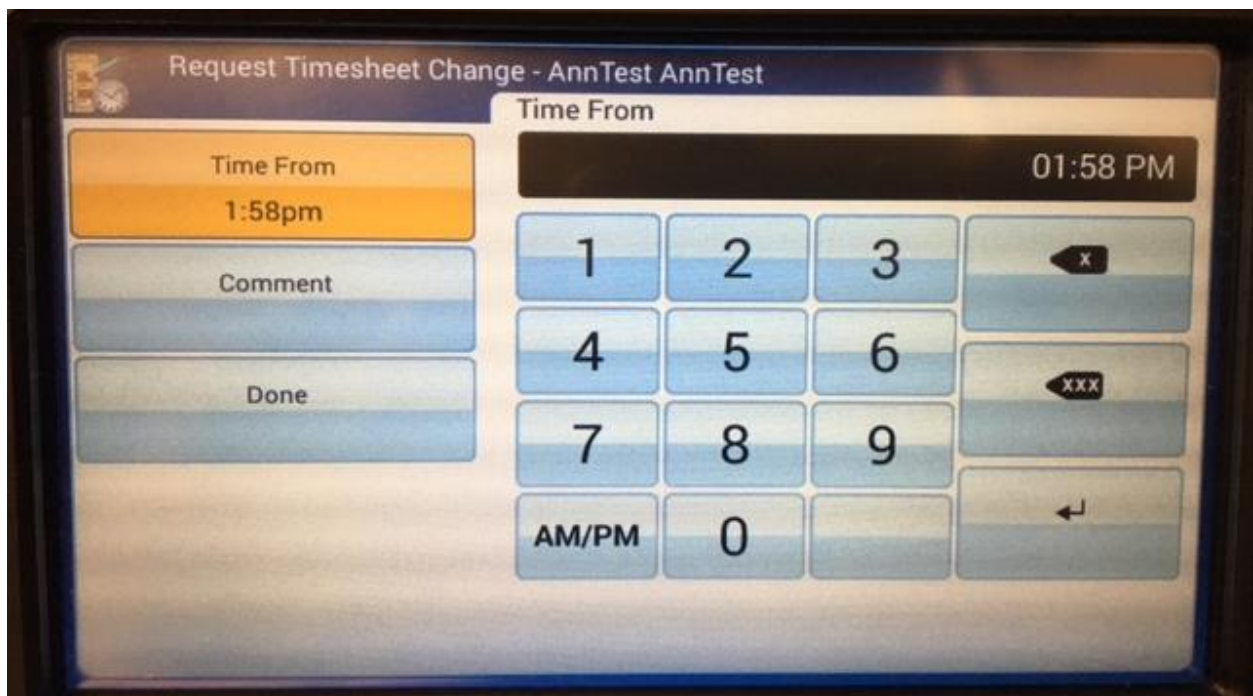 Request Timesheet Change - AnnTest AnnTest
Time From
1:58pm
Comment
Done
Time From
01:58 PM
1 2 3 X
4 5 6 XXX
7 8 9
AM/PM 0